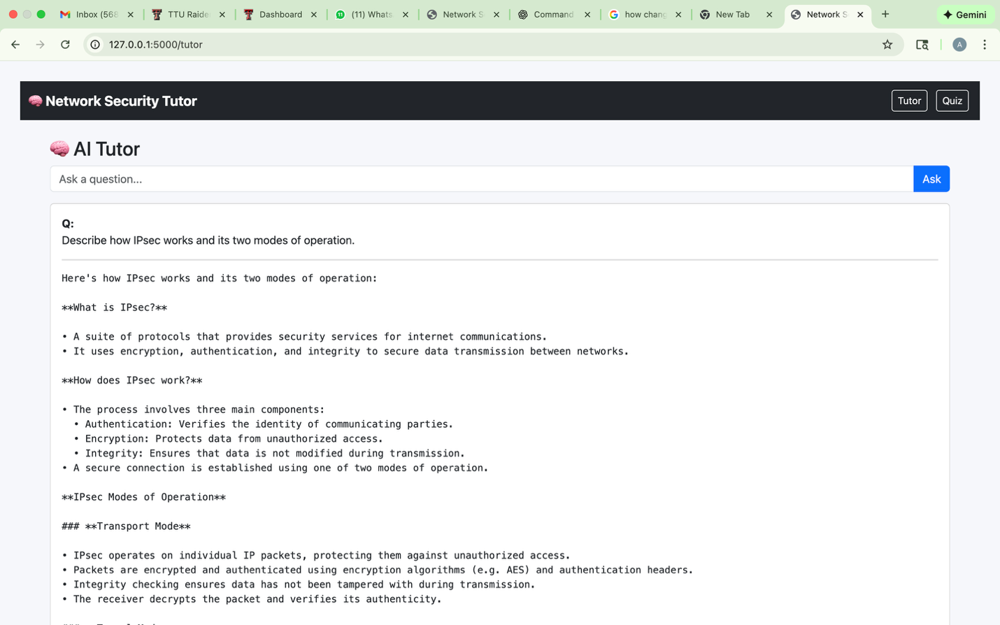 Inbox (568
TTU Raide
Dashboard
(11) Whats
Network S
Command
how chang
New Tab
Network S
Gemini
127.0.0.1:5000/tutor
A
Network Security Tutor
Tutor
Quiz
AI Tutor
Ask a question...
Ask
Q:
Describe how IPsec works and its two modes of operation.
Here's how IPsec works and its two modes of operation:
**What is IPsec?**
• A suite of protocols that provides security services for internet communications.
• It uses encryption, authentication, and integrity to secure data transmission between networks.
**How does IPsec work?**
• The process involves three main components:
• Authentication: Verifies the identity of communicating parties.
• Encryption: Protects data from unauthorized access.
• Integrity: Ensures that data is not modified during transmission.
• A secure connection is established using one of two modes of operation.
**IPsec Modes of Operation**
### **Transport Mode**
• IPsec operates on individual IP packets, protecting them against unauthorized access.
• Packets are encrypted and authenticated using encryption algorithms (e.g. AES) and authentication headers.
• Integrity checking ensures data has not been tampered with during transmission.
• The receiver decrypts the packet and verifies its authenticity.